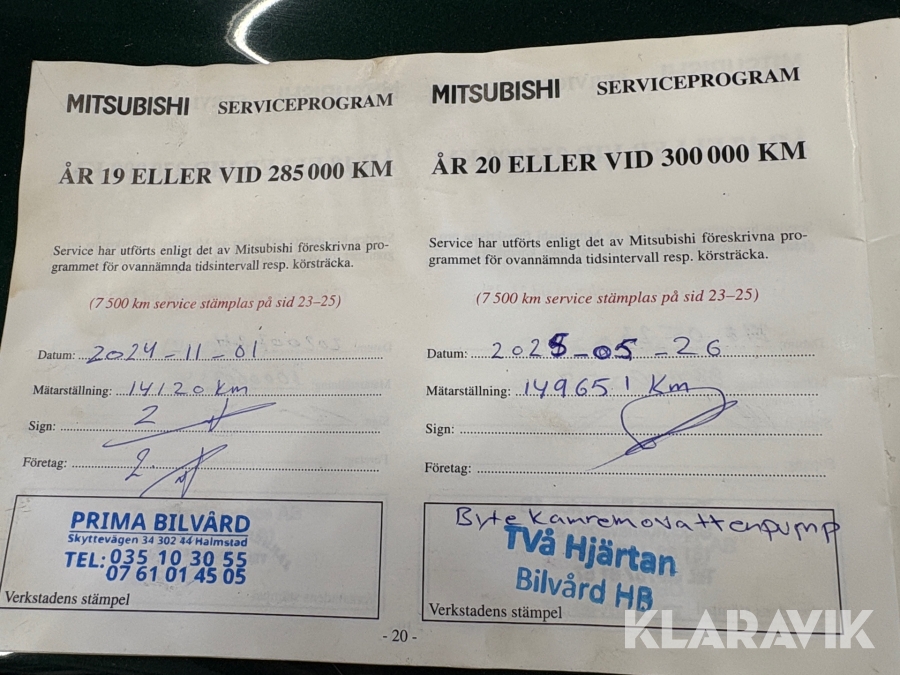 MITSUBISHI SERVICEPROGRAM
ÅR 19 ELLER VID 285 000 KM
Service har utförts enligt det av Mitsubishi föreskrivna pro-
grammet för ovannämnda tidsintervall resp. körsträcka.
(7 500 km service stämplas på sid 23–25)
Datum: 2024-11-01
Mätarställning: 14120 Km
Sign:
Företag:
PRIMA BILVÅRD
Skyttevägen 34 302 44 Halmstad
TEL: 035 10 30 55
07 61 01 45 05
Verkstadens stämpel
MITSUBISHI SERVICEPROGRAM
ÅR 20 ELLER VID 300 000 KM
Service har utförts enligt det av Mitsubishi föreskrivna pro-
grammet för ovannämnda tidsintervall resp. körsträcka.
(7 500 km service stämplas på sid 23–25)
Datum: 2025-05-26
Mätarställning: 149651 Km
Sign:
Företag:
Byte kamremovattenpump
Två Hjärtan
Bilvård HB
Verkstadens stämpel
- 20 -
KLARAVIK